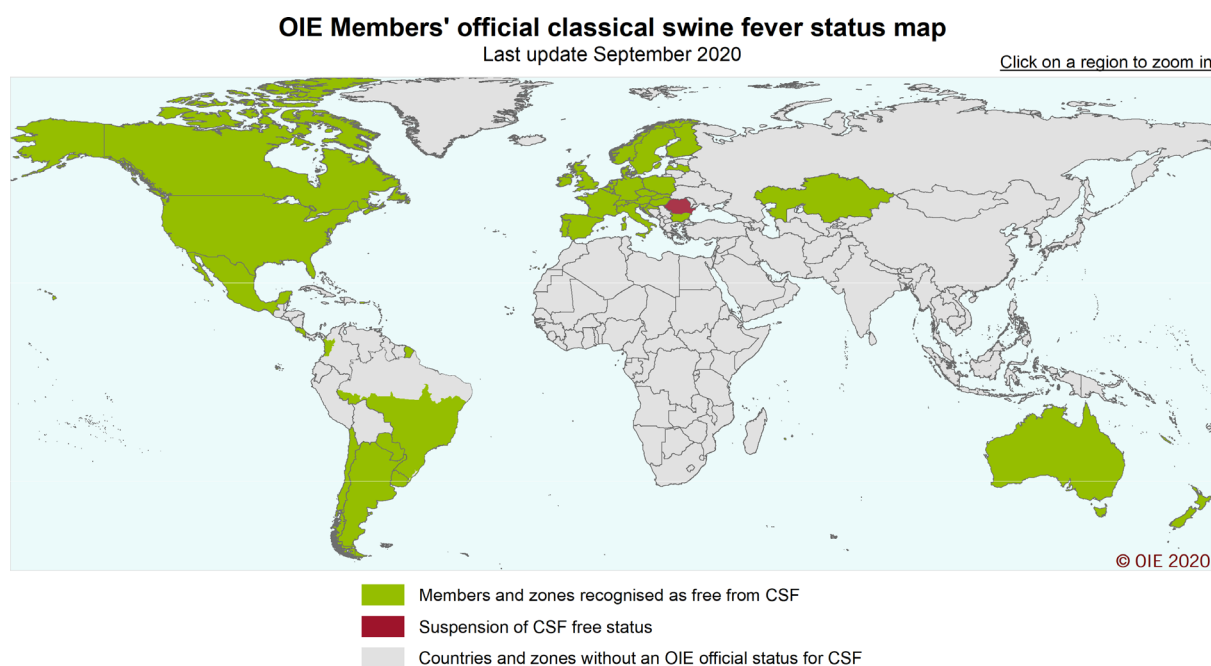 OIE Members' official classical swine fever status map
Last update September 2020
Click on a region to zoom in
© OIE 2020
Members and zones recognised as free from CSF
Suspension of CSF free status
Countries and zones without an OIE official status for CSF